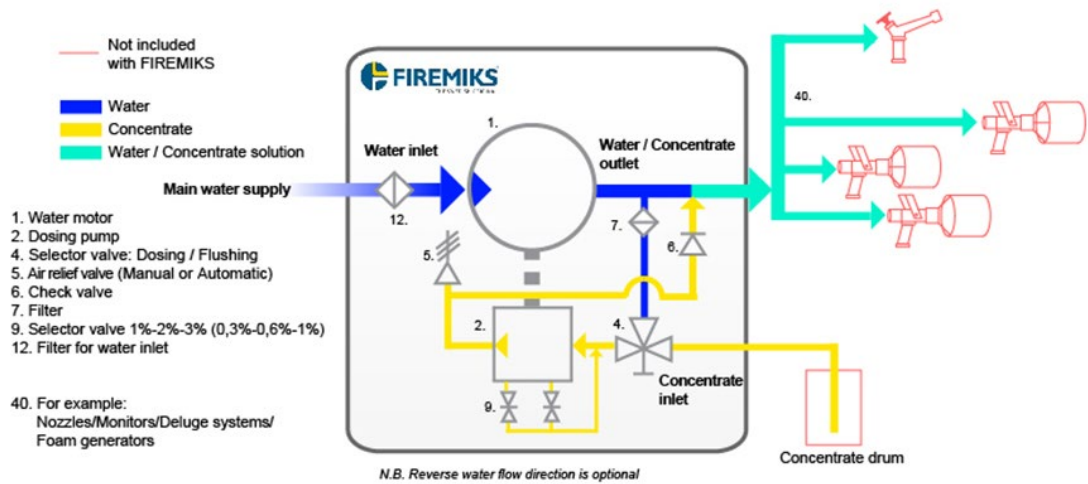 Not included
with FIREMIKS
Water
Concentrate
Water / Concentrate solution
Main water supply
1. Water motor
2. Dosing pump
4. Selector valve: Dosing / Flushing
5. Air relief valve (Manual or Automatic)
6. Check valve
7. Filter
9. Selector valve 1%-2%-3% (0,3%-0,6%-1%)
12. Filter for water inlet
40. For example:
Nozzles/Monitors/Deluge systems/
Foam generators
FIREMIKS
1.
Water inlet
12.
Water / Concentrate
outlet
5.
7.
6.
2.
4.
9.
Concentrate
inlet
40.
Concentrate drum
N.B. Reverse water flow direction is optional